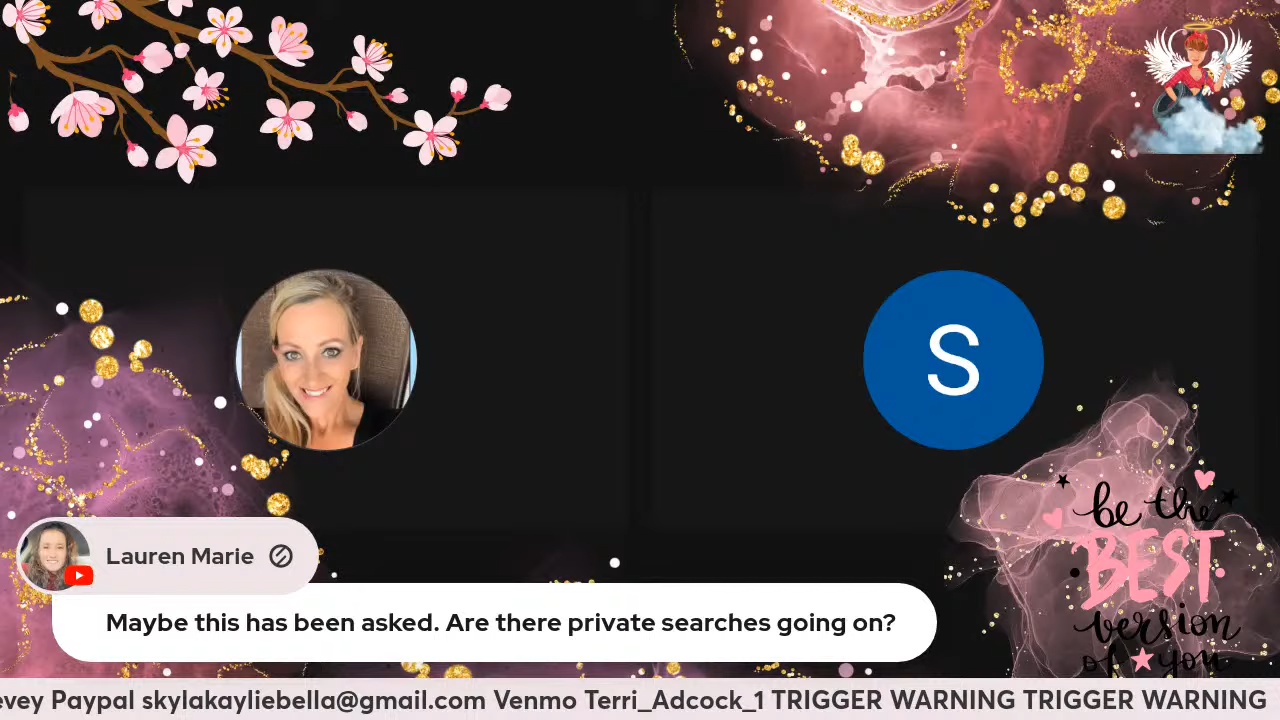 S
be the
BEST
version
of you
Lauren Marie
Maybe this has been asked. Are there private searches going on?
evey Paypal skylakayliebella@gmail.com Venmo Terri_Adcock_1 TRIGGER WARNING TRIGGER WARNING